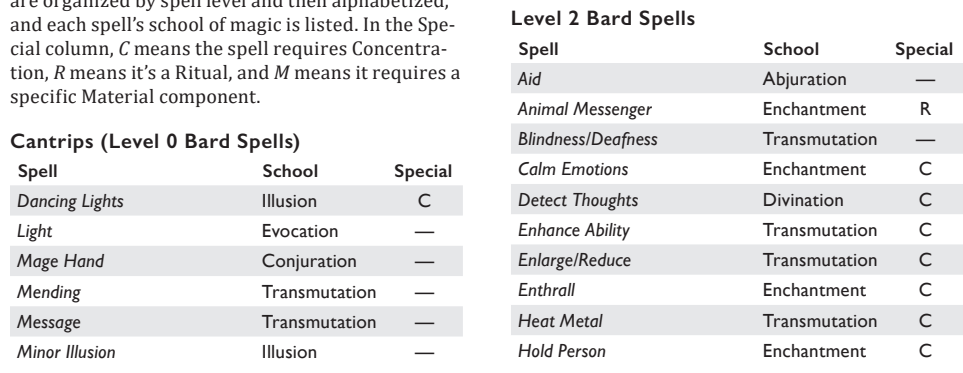 are organized by spell level and then alphabetized,
and each spell's school of magic is listed. In the Spe-
cial column, C means the spell requires Concentra-
tion, R means it's a Ritual, and M means it requires a
specific Material component.
Cantrips (Level 0 Bard Spells)
Spell School Special
Dancing Lights Illusion C
Light Evocation —
Mage Hand Conjuration —
Mending Transmutation —
Message Transmutation —
Minor Illusion Illusion —
Level 2 Bard Spells
Spell School Special
Aid Abjuration —
Animal Messenger Enchantment R
Blindness/Deafness Transmutation —
Calm Emotions Enchantment C
Detect Thoughts Divination C
Enhance Ability Transmutation C
Enlarge/Reduce Transmutation C
Enthrall Enchantment C
Heat Metal Transmutation C
Hold Person Enchantment C